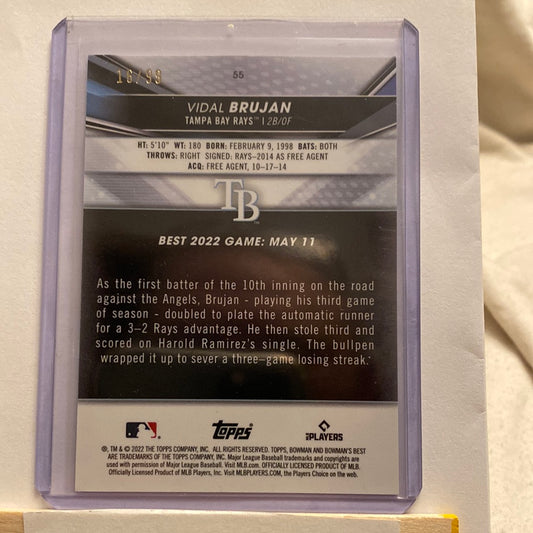 16/99
55
VIDAL BRUJAN
TAMPA BAY RAYS™ | 2B/OF
HT: 5'10" WT: 180 BORN: FEBRUARY 9, 1998 BATS: BOTH
THROWS: RIGHT SIGNED: RAYS–2014 AS FREE AGENT
ACQ: FREE AGENT, 10-17-14
TB
BEST 2022 GAME: MAY 11
As the first batter of the 10th inning on the road
against the Angels, Brujan - playing his third game
of season - doubled to plate the automatic runner
for a 3–2 Rays advantage. He then stole third and
scored on Harold Ramirez's single. The bullpen
wrapped it up to sever a three–game losing streak.
topps
MLB PLAYERS
®, TM & © 2022 THE TOPPS COMPANY, INC. ALL RIGHTS RESERVED. TOPPS, BOWMAN AND BOWMAN'S BEST
ARE TRADEMARKS OF THE TOPPS COMPANY, INC. Major League Baseball trademarks and copyrights are
used with permission of Major League Baseball. Visit MLB.com. OFFICIALLY LICENSED PRODUCT OF MLB.
Officially Licensed Product of MLB Players, Inc. Visit MLBPLAYERS.com, the Players Choice on the web.